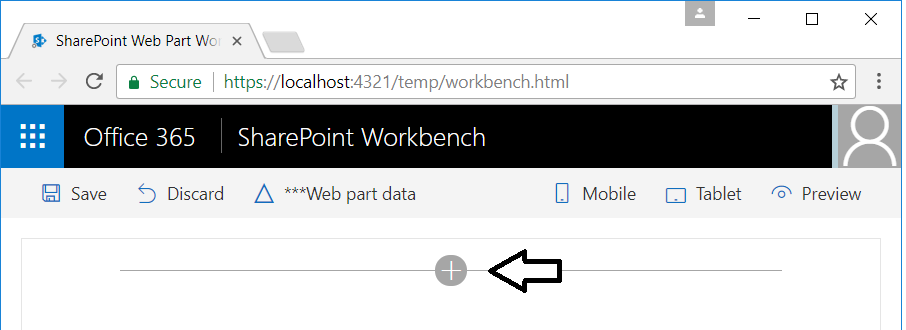 SharePoint Web Part Wor
Secure https://localhost:4321/temp/workbench.html
Office 365 SharePoint Workbench
Save Discard ***Web part data Mobile Tablet Preview